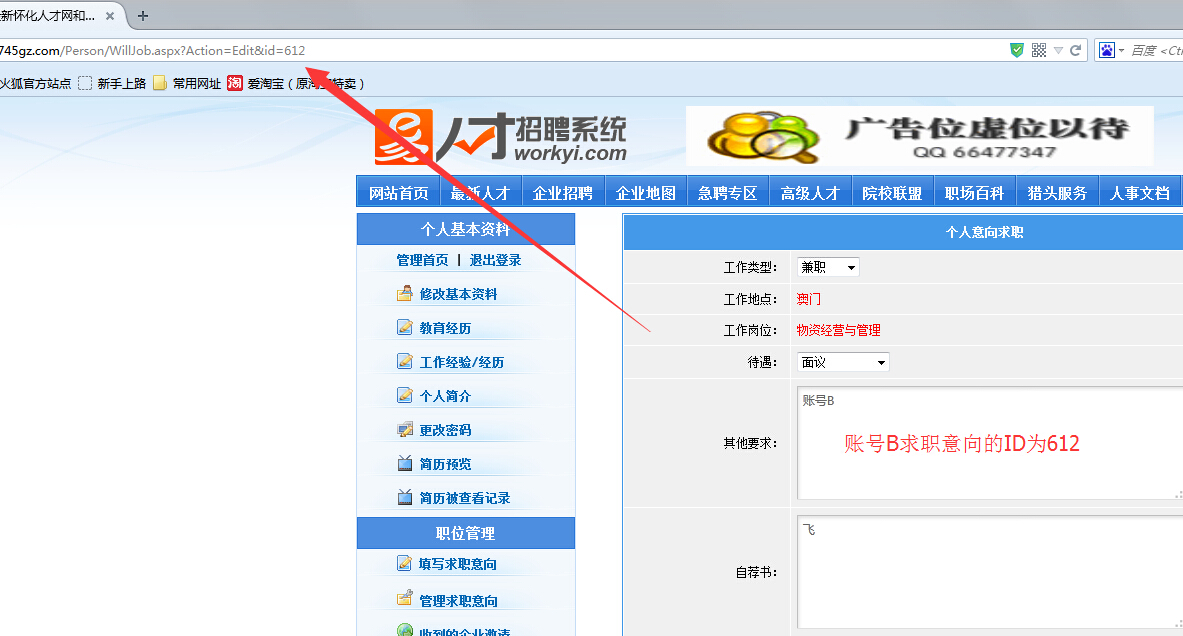 新怀化人才网和...
745gz.com/Person/WillJob.aspx?Action=Edit&id=612
百度 <Ct
火狐官方站点 新手上路 常用网址 淘 爱淘宝（原淘宝特卖）
人才招聘系统
workyi.com
广告位虚位以待
QQ 66477347
网站首页 最新人才 企业招聘 企业地图 急聘专区 高级人才 院校联盟 职场百科 猎头服务 人事文档
个人基本资料
管理首页 | 退出登录
修改基本资料
教育经历
工作经验/经历
个人简介
更改密码
简历预览
简历被查看记录
职位管理
填写求职意向
管理求职意向
收到的企业邀请
个人意向求职
工作类型： 兼职
工作地点： 澳门
工作岗位： 物资经营与管理
待遇： 面议
其他要求： 账号B
账号B求职意向的ID为612
自荐书： 飞